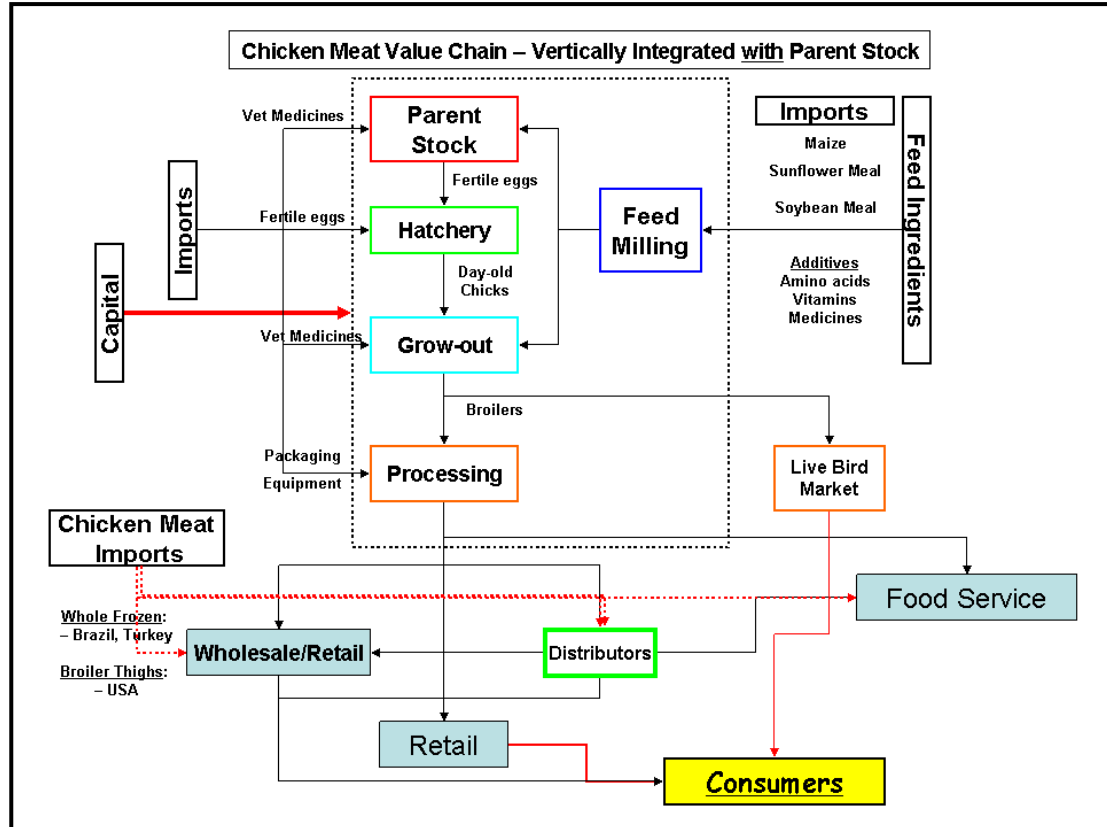 Chicken Meat Value Chain – Vertically Integrated with Parent Stock
Vet Medicines
Parent
Stock
Imports
Maize
Sunflower Meal
Soybean Meal
Additives
Amino acids
Vitamins
Medicines
Feed Ingredients
Fertile eggs
Imports
Fertile eggs
Hatchery
Feed
Milling
Capital
Day-old
Chicks
Vet Medicines
Grow-out
Broilers
Packaging
Equipment
Processing
Live Bird
Market
Chicken Meat
Imports
Whole Frozen:
– Brazil, Turkey
Broiler Thighs:
– USA
Wholesale/Retail
Distributors
Food Service
Retail
Consumers